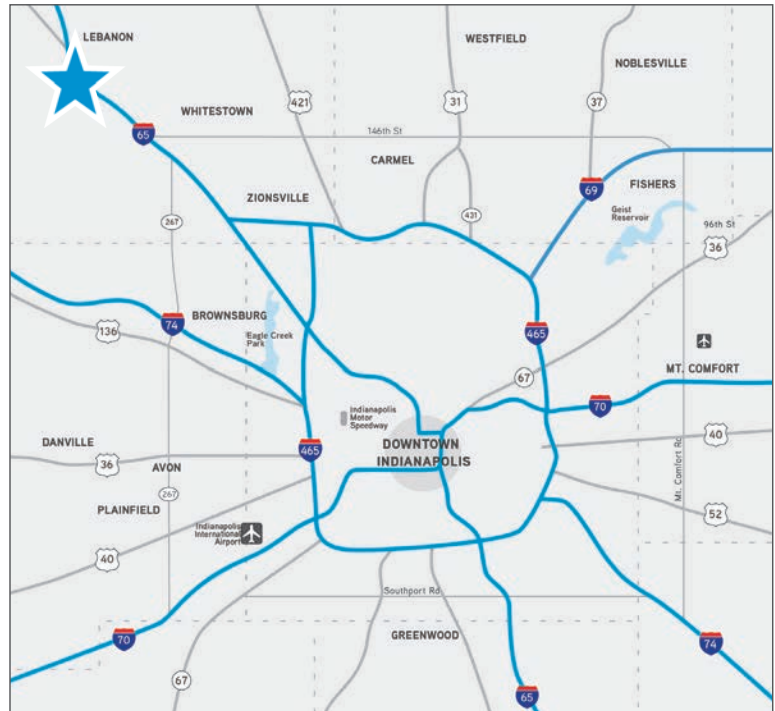 LEBANON
WESTFIELD
NOBLESVILLE
WHITESTOWN
421
31
37
65
146th St
CARMEL
69
FISHERS
ZIONSVILLE
Geist
Reservoir
267
431
96th St
36
BROWNSBURG
74
136
Eagle Creek
Park
465
MT. COMFORT
67
70
Indianapolis
Motor
Speedway
DANVILLE
465
DOWNTOWN
INDIANAPOLIS
40
36
AVON
Mt. Comfort Rd
267
PLAINFIELD
52
Indianapolis
International
Airport
40
Southport Rd
70
GREENWOOD
74
67
65